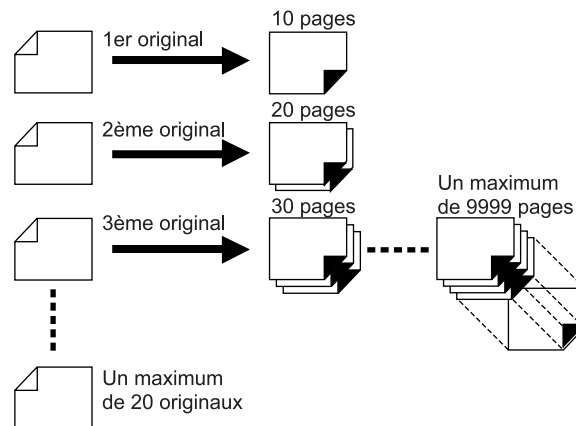 10 pages
1er original
20 pages
2ème original
Un maximum
de 9999 pages
30 pages
3ème original
Un maximum
de 20 originaux